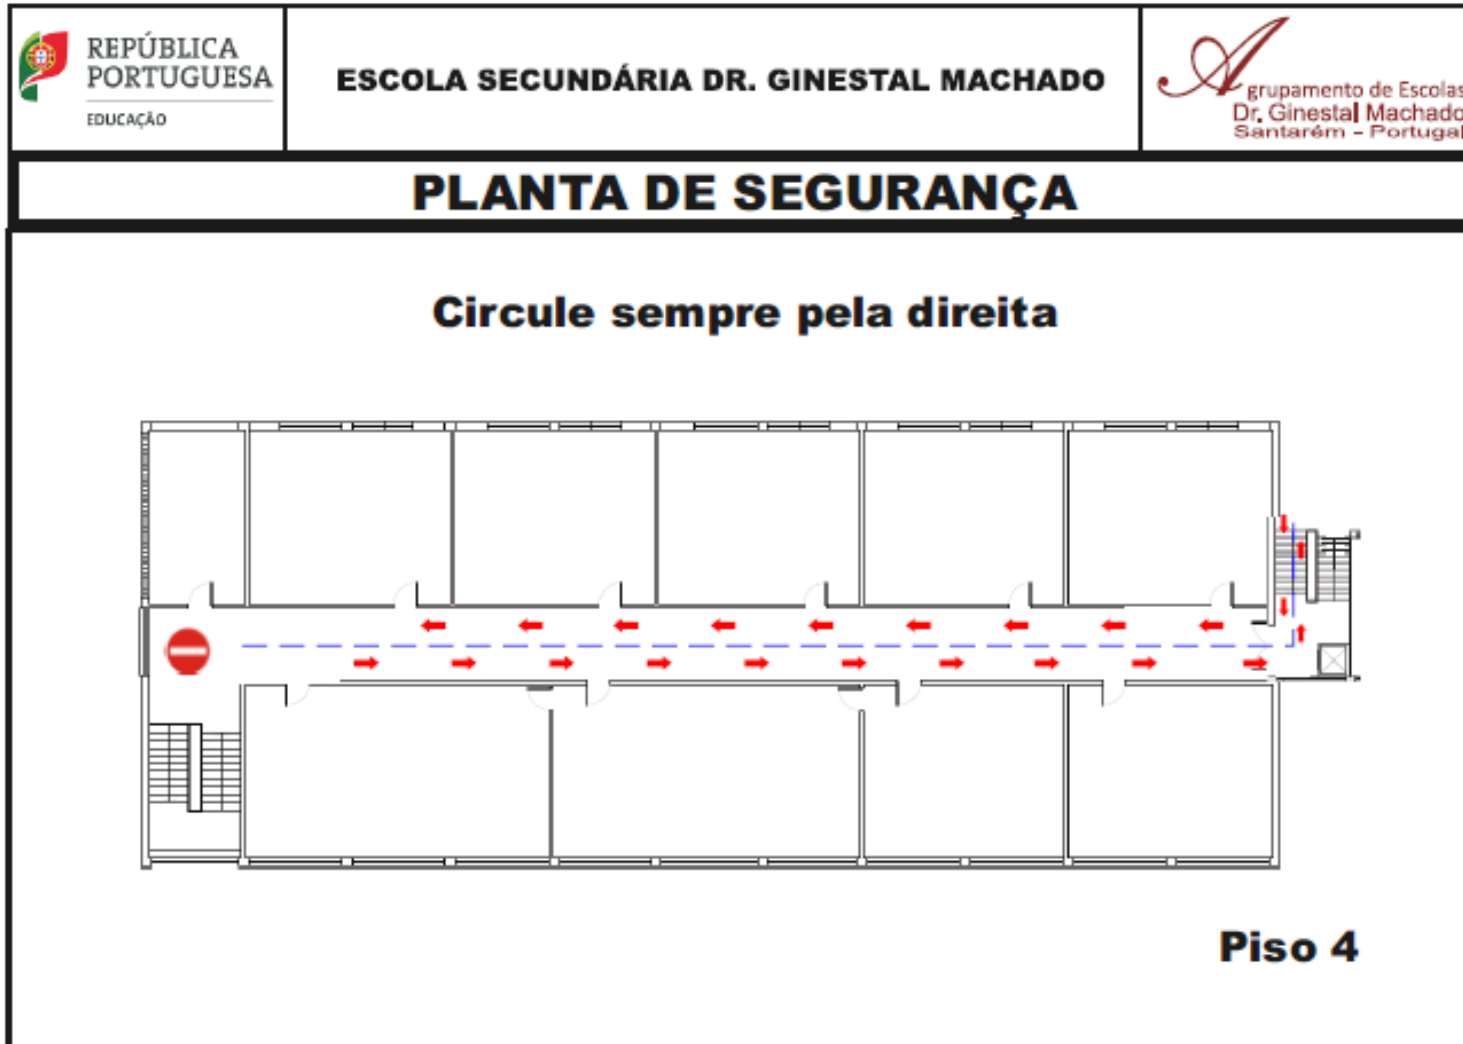 REPÚBLICA
PORTUGUESA
EDUCAÇÃO
ESCOLA SECUNDÁRIA DR. GINESTAL MACHADO
Agrupamento de Escolas
Dr. Ginestal Machado
Santarém - Portugal
PLANTA DE SEGURANÇA
Circule sempre pela direita
Piso 4